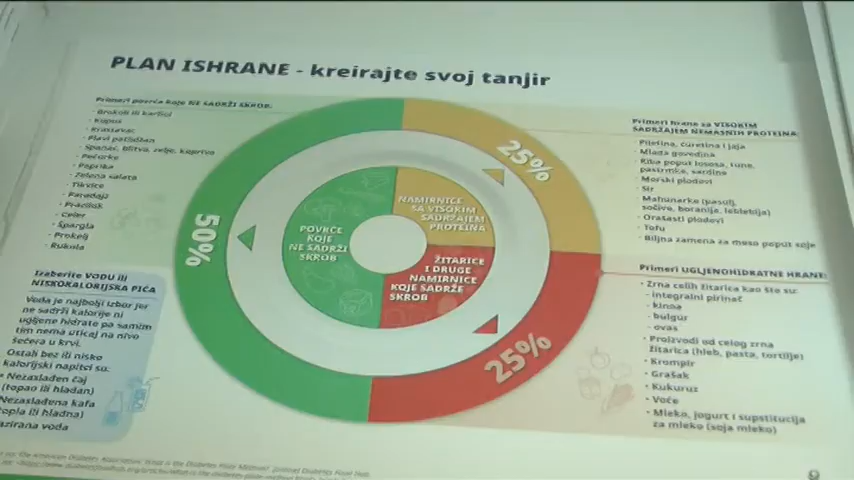 PLAN ISHRANE - kreirajte svoj tanjir
Primeri povrća koje NE SADRŽI SKROB:
- Brokoli ili karfiol
- Kupus
- Krastavac
- Plavi patlidžan
- Spanać, blitva, zelje, kopriva
- Pečurke
- Paprika
- Zelena salata
- Tikvice
- Paradajz
- Praziluk
- Celer
- Špargla
- Prokelj
- Rukola
Izaberite VODU ili
NISKOKALORIJSKA PIĆA
Voda je najbolji izbor jer
ne sadrži kalorije ni
ugljene hidrate pa samim
tim nema uticaj na nivo
šećera u krvi.
Ostali bez ili nisko
kalorijski napitci su:
• Nezaslađen čaj
(topao ili hladan)
Nezaslađena kafa
topla ili hladna)
azirana voda
50%
25%
25%
POVRĆE
KOJE
NE SADRŽI
SKROB
NAMIRNICE
SA VISOKIM
SADRŽAJEM
PROTEINA
ŽITARICE
I DRUGE
NAMIRNICE
KOJE SADRŽE
SKROB
Primeri hrane sa VISOKIM
SADRŽAJEM NEMASNIH PROTEINA:
- Piletina, ćuretina i jaja
- Mlada govedina
- Riba poput lososa, tune,
pastrmka, sardina
- Morski plodovi
- Sir
- Mahunarke (pasulj,
sočivo, boranija, leblebija)
- Orašasti plodovi
- Tofu
- Biljna zamena za meso poput soje
Primeri UGLJENOHIDRATNE HRANE:
• Zrna celih žitarica kao što su:
- integralni pirinač
- kinoa
- bulgur
- ovas
• Proizvodi od celog zrna
žitarica (hleb, pasta, tortilje)
• Krompir
• Grašak
• Kukuruz
• Voće
• Mleko, jogurt i supstitucija
za mleko (soja mleko)